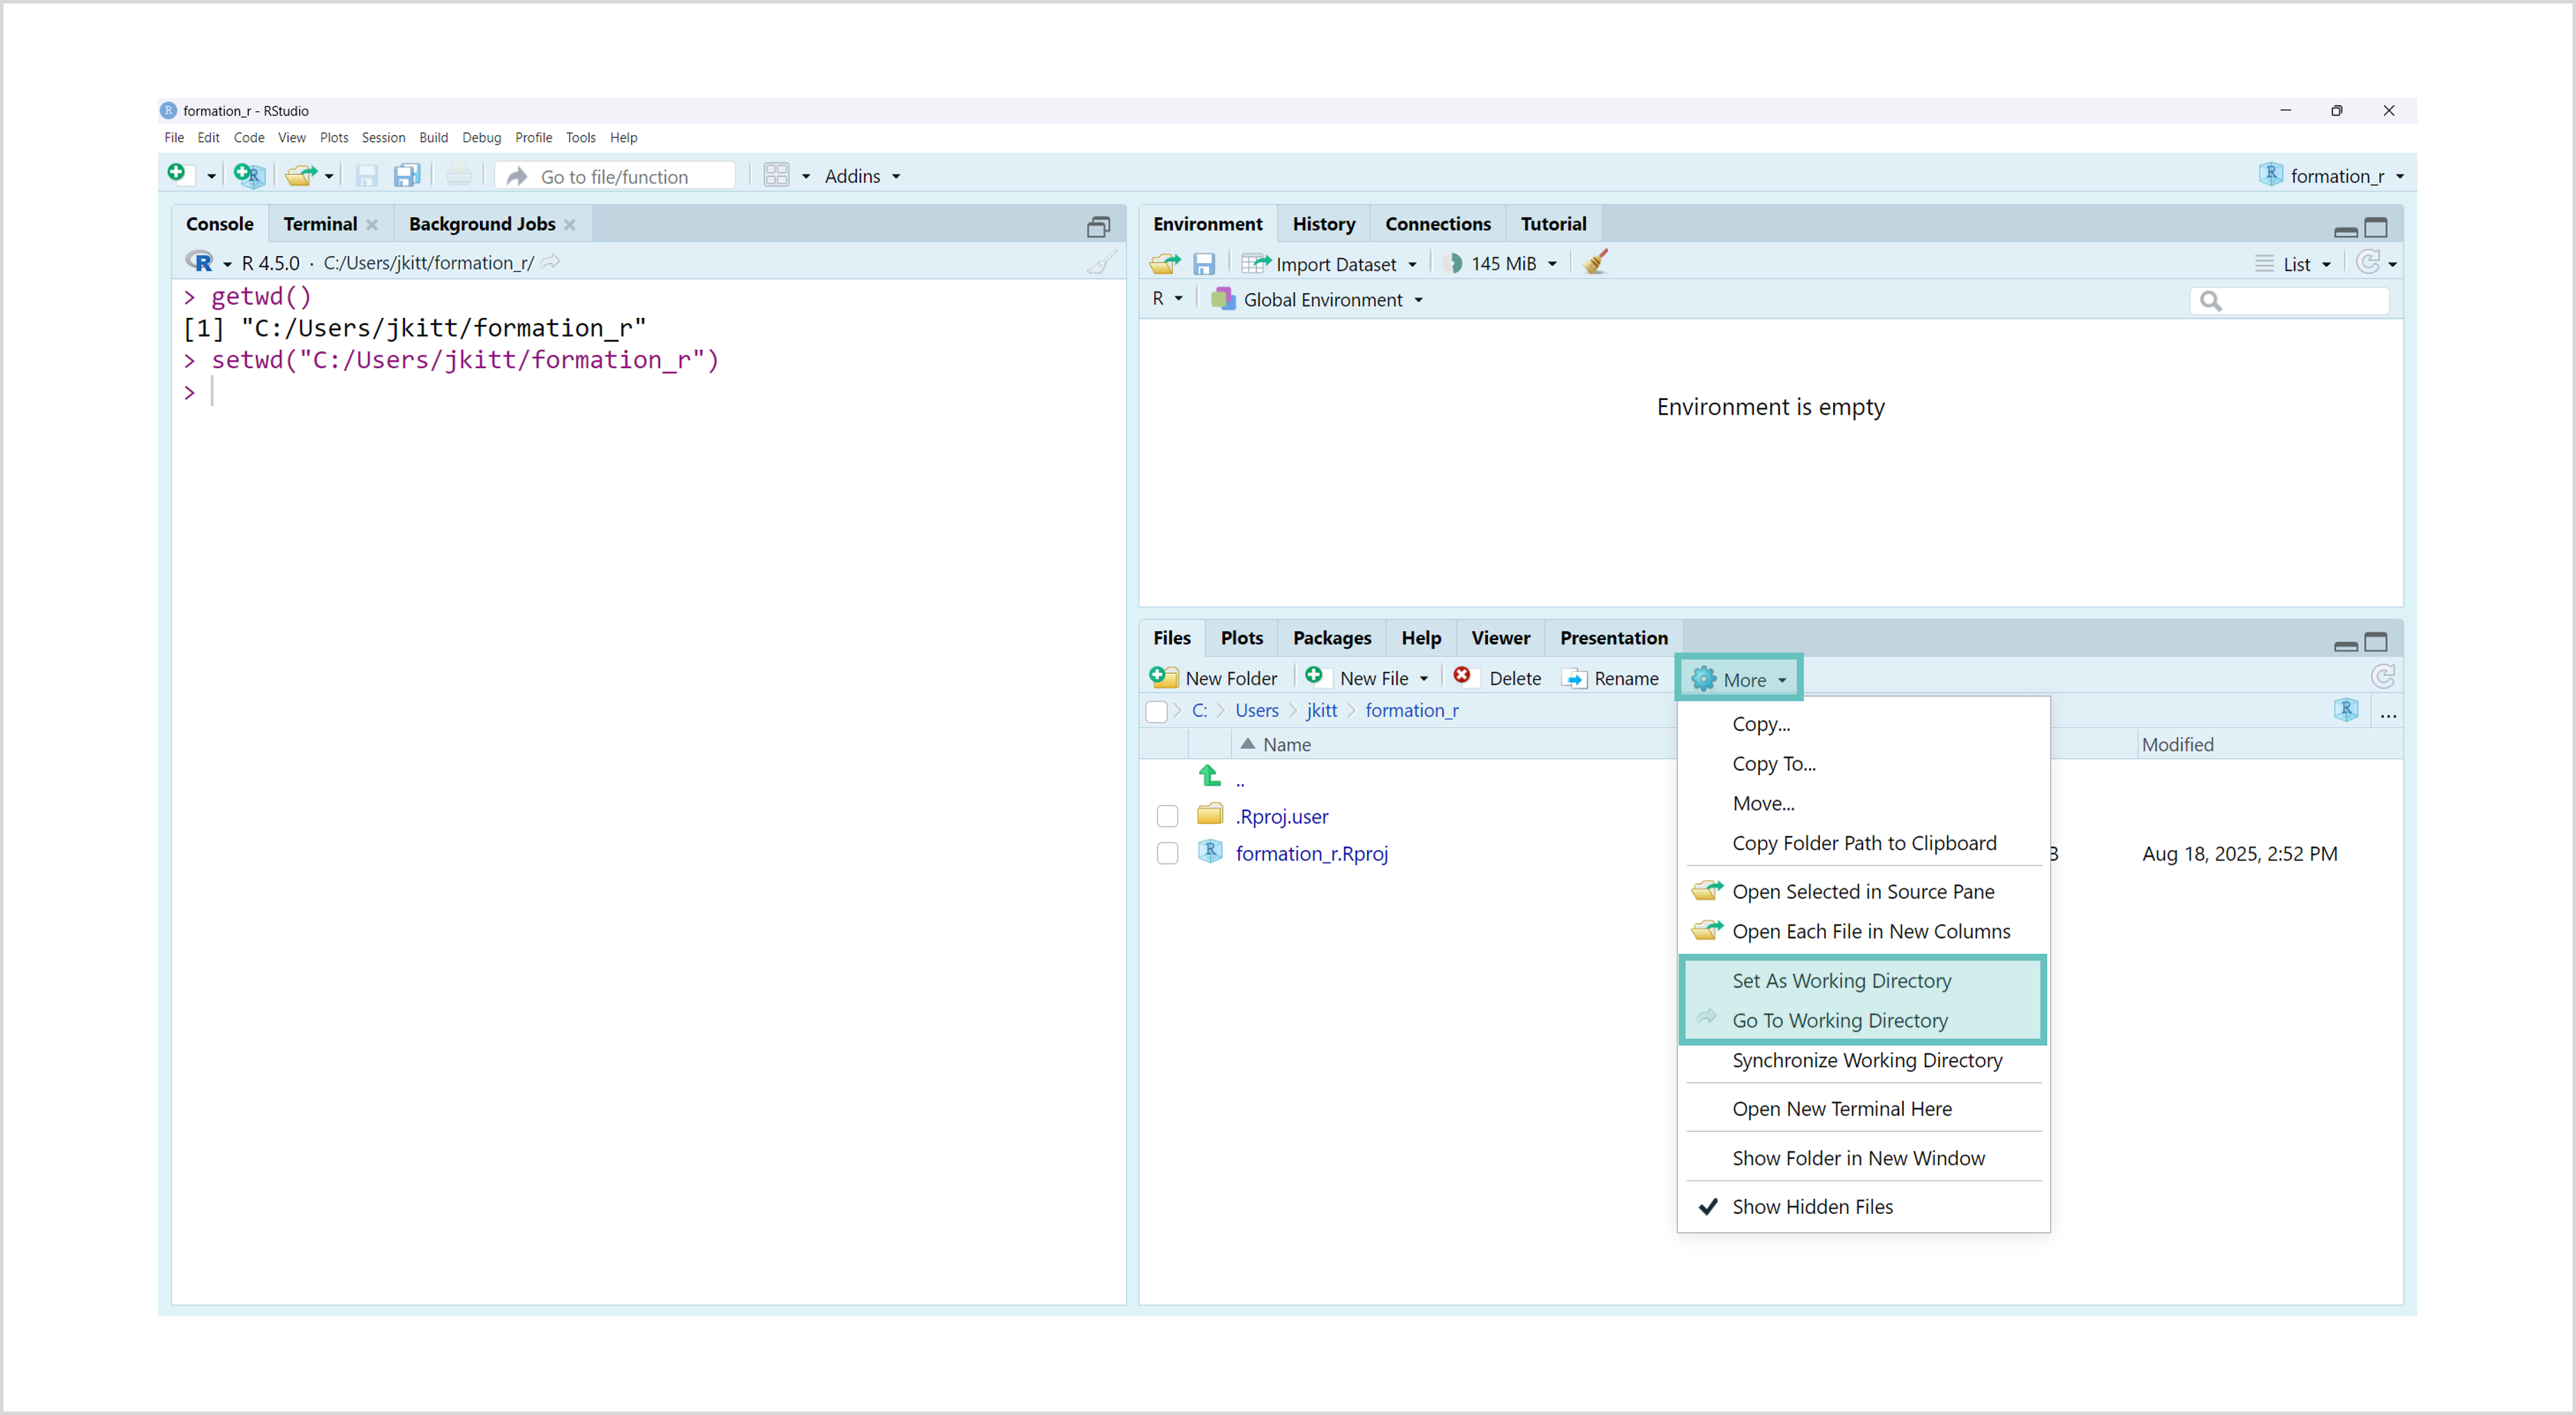 formation_r - RStudio
File Edit Code View Plots Session Build Debug Profile Tools Help
Go to file/function Addins formation_r
Console Terminal Background Jobs
R 4.5.0 · C:/Users/jkitt/formation_r/
> getwd()
[1] "C:/Users/jkitt/formation_r"
> setwd("C:/Users/jkitt/formation_r")
>
Environment History Connections Tutorial
Import Dataset 145 MiB List
R Global Environment
Environment is empty
Files Plots Packages Help Viewer Presentation
New Folder New File Delete Rename More
C: Users jkitt formation_r ...
Name Modified
..
.Rproj.user
formation_r.Rproj B Aug 18, 2025, 2:52 PM
Copy...
Copy To...
Move...
Copy Folder Path to Clipboard
Open Selected in Source Pane
Open Each File in New Columns
Set As Working Directory
Go To Working Directory
Synchronize Working Directory
Open New Terminal Here
Show Folder in New Window
Show Hidden Files